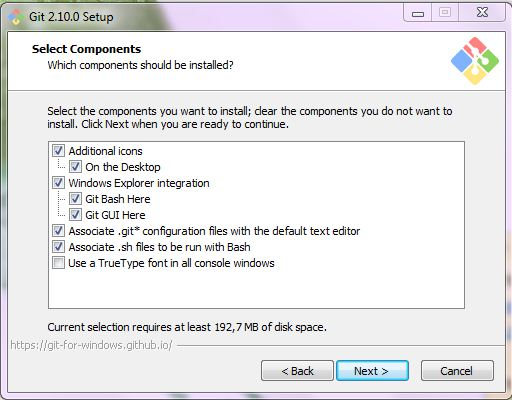 Git 2.10.0 Setup
Select Components
Which components should be installed?
Select the components you want to install; clear the components you do not want to
install. Click Next when you are ready to continue.
Additional icons
On the Desktop
Windows Explorer integration
Git Bash Here
Git GUI Here
Associate .git* configuration files with the default text editor
Associate .sh files to be run with Bash
Use a TrueType font in all console windows
Current selection requires at least 192,7 MB of disk space.
https://git-for-windows.github.io/
< Back
Next >
Cancel